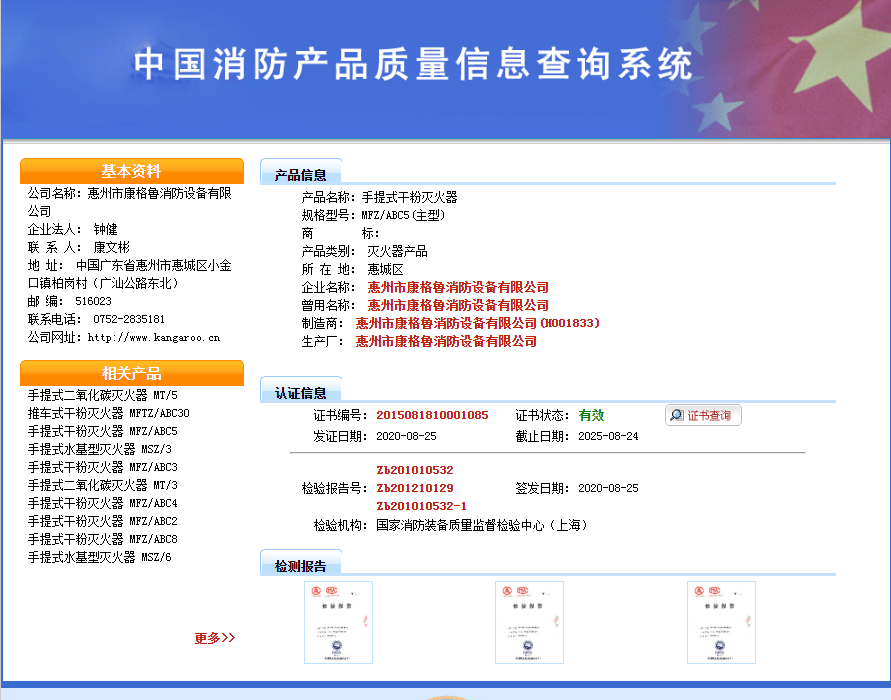 中国消防产品质量信息查询系统
基本资料
公司名称：惠州市康格鲁消防设备有限
公司
企业法人： 钟健
联 系 人： 康文彬
地 址： 中国广东省惠州市惠城区小金
口镇柏岗村（广汕公路东北）
邮 编： 516023
联系电话： 0752-2835181
公司网址：http://www.kangaroo.cn
相关产品
手提式二氧化碳灭火器 MT/5
推车式干粉灭火器 MFTZ/ABC30
手提式干粉灭火器 MFZ/ABC5
手提式水基型灭火器 MSZ/3
手提式干粉灭火器 MFZ/ABC3
手提式二氧化碳灭火器 MT/3
手提式干粉灭火器 MFZ/ABC4
手提式干粉灭火器 MFZ/ABC2
手提式干粉灭火器 MFZ/ABC8
手提式水基型灭火器 MSZ/6
更多>>
产品信息
产品名称：手提式干粉灭火器
规格型号：MFZ/ABC5(主型)
商 标：
产品类别： 灭火器产品
所 在 地： 惠城区
企业名称： 惠州市康格鲁消防设备有限公司
曾用名称： 惠州市康格鲁消防设备有限公司
制造商： 惠州市康格鲁消防设备有限公司(H001833)
生产厂： 惠州市康格鲁消防设备有限公司
认证信息
证书编号： 2015081810001085 证书状态： 有效 证书查询
发证日期： 2020-08-25 截止日期： 2025-08-24
Zb201010532
检验报告号： Zb201210129 签发日期： 2020-08-25
Zb201010532-1
检验机构： 国家消防装备质量监督检验中心（上海）
检测报告
检验报告 检验报告 检验报告